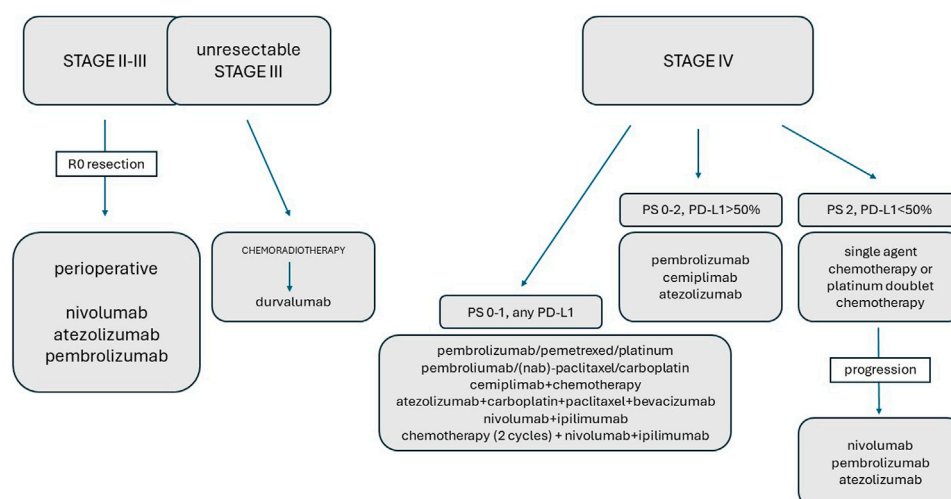 STAGE II-III
unresectable
STAGE III
R0 resection
perioperative
nivolumab
atezolizumab
pembrolizumab
CHEMORADIOTHERAPY
durvalumab
STAGE IV
PS 0-1, any PD-L1
pembrolizumab/pemetrexed/platinum
pembroliumab/(nab)-paclitaxel/carboplatin
cemiplimab+chemotherapy
atezolizumab+carboplatin+paclitaxel+bevacizumab
nivolumab+ipilimumab
chemotherapy (2 cycles) + nivolumab+ipilimumab
PS 0-2, PD-L1>50%
pembrolizumab
cemiplimab
atezolizumab
PS 2, PD-L1<50%
single agent
chemotherapy or
platinum doublet
chemotherapy
progression
nivolumab
pembrolizumab
atezolizumab